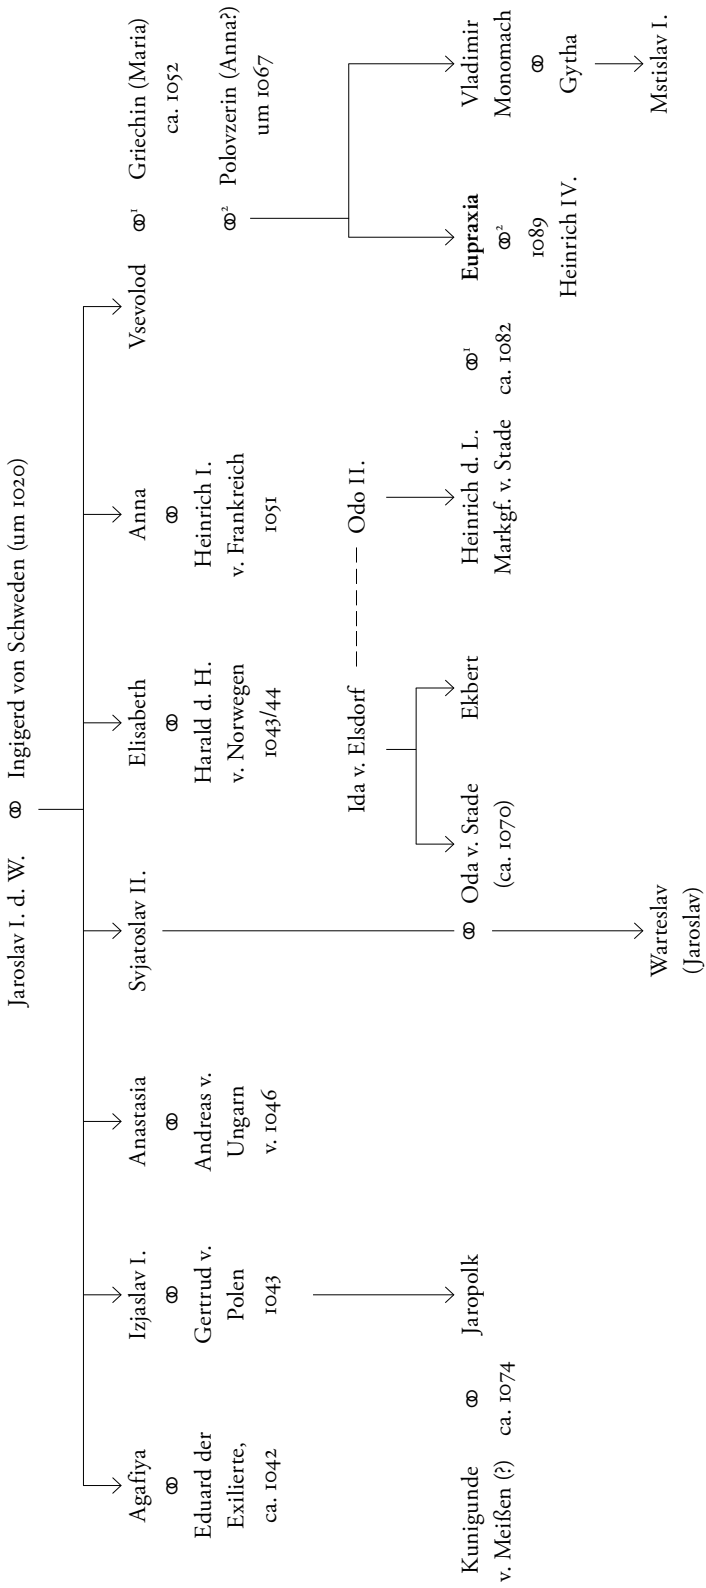 Jaroslav I. d. W. ⚭ Ingigerd von Schweden (um 1020)
Agafiya
⚭
Eduard der
Exilierte,
ca. 1042
Izjaslav I.
⚭
Gertrud v.
Polen
1043
Anastasia
⚭
Andreas v.
Ungarn
v. 1046
Svjatoslav II.
Elisabeth
⚭
Harald d. H.
v. Norwegen
1043/44
Anna
⚭
Heinrich I.
v. Frankreich
1051
Vsevolod
⚭¹ Griechin (Maria)
ca. 1052
⚭² Polovzerin (Anna?)
um 1067
Ida v. Elsdorf
Odo II.
Kunigunde
v. Meißen (?)
⚭
ca. 1074
Jaropolk
⚭
Oda v. Stade
(ca. 1070)
Ekbert
Heinrich d. L.
Markgf. v. Stade
⚭¹
ca. 1082
Eupraxia
⚭²
1089
Heinrich IV.
Vladimir
Monomach
⚭
Gytha
Warteslav
(Jaroslav)
Mstislav I.